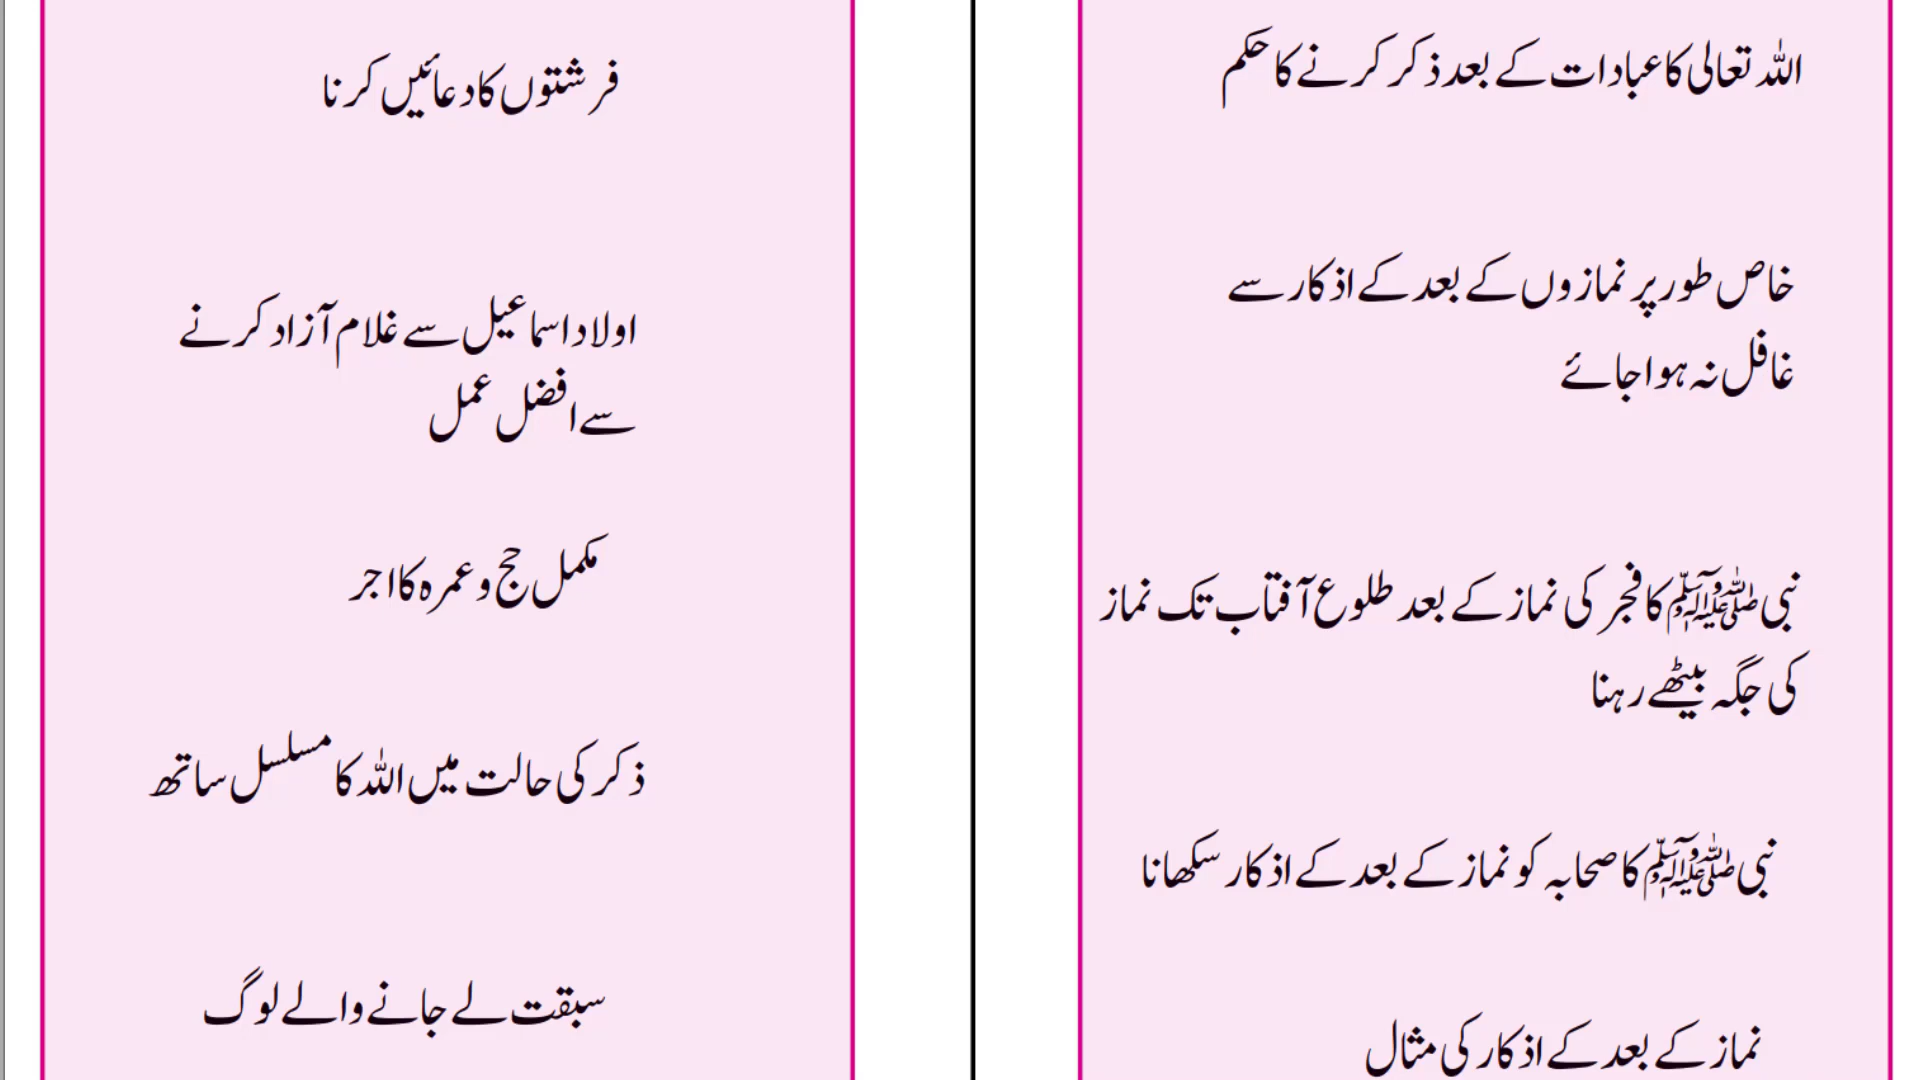 اللہ تعالی کا عبادات کے بعد ذکر کرنے کا حکم
خاص طور پر نمازوں کے بعد کے اذکار سے
غافل نہ ہوا جائے
نبی ﷺ کا فجر کی نماز کے بعد طلوع آفتاب تک نماز
کی جگہ بیٹھے رہنا
نبی ﷺ کا صحابہ کو نماز کے بعد کے اذکار سکھانا
نماز کے بعد کے اذکار کی مثال
فرشتوں کا دعائیں کرنا
اولاد اسماعیل سے غلام آزاد کرنے
سے افضل عمل
مکمل حج و عمرہ کا اجر
ذکر کی حالت میں اللہ کا مسلسل ساتھ
سبقت لے جانے والے لوگ